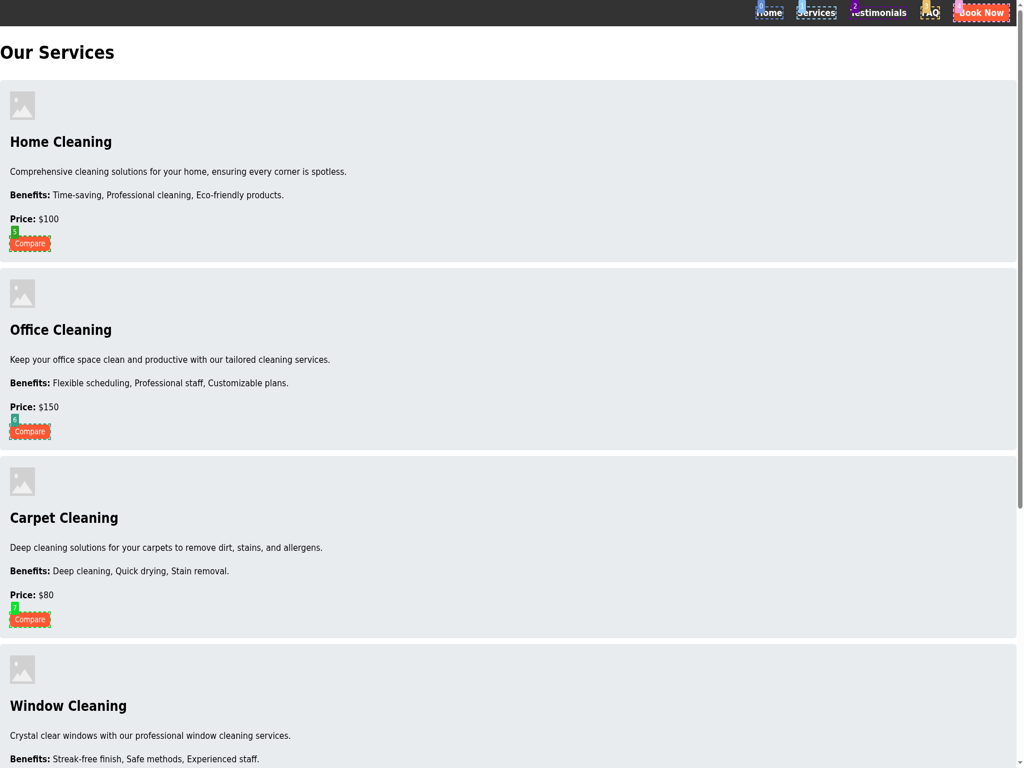 Home Services Testimonials FAQ Book Now
Our Services
Home Cleaning
Comprehensive cleaning solutions for your home, ensuring every corner is spotless.
Benefits: Time-saving, Professional cleaning, Eco-friendly products.
Price: $100
5
Compare
Office Cleaning
Keep your office space clean and productive with our tailored cleaning services.
Benefits: Flexible scheduling, Professional staff, Customizable plans.
Price: $150
6
Compare
Carpet Cleaning
Deep cleaning solutions for your carpets to remove dirt, stains, and allergens.
Benefits: Deep cleaning, Quick drying, Stain removal.
Price: $80
7
Compare
Window Cleaning
Crystal clear windows with our professional window cleaning services.
Benefits: Streak-free finish, Safe methods, Experienced staff.